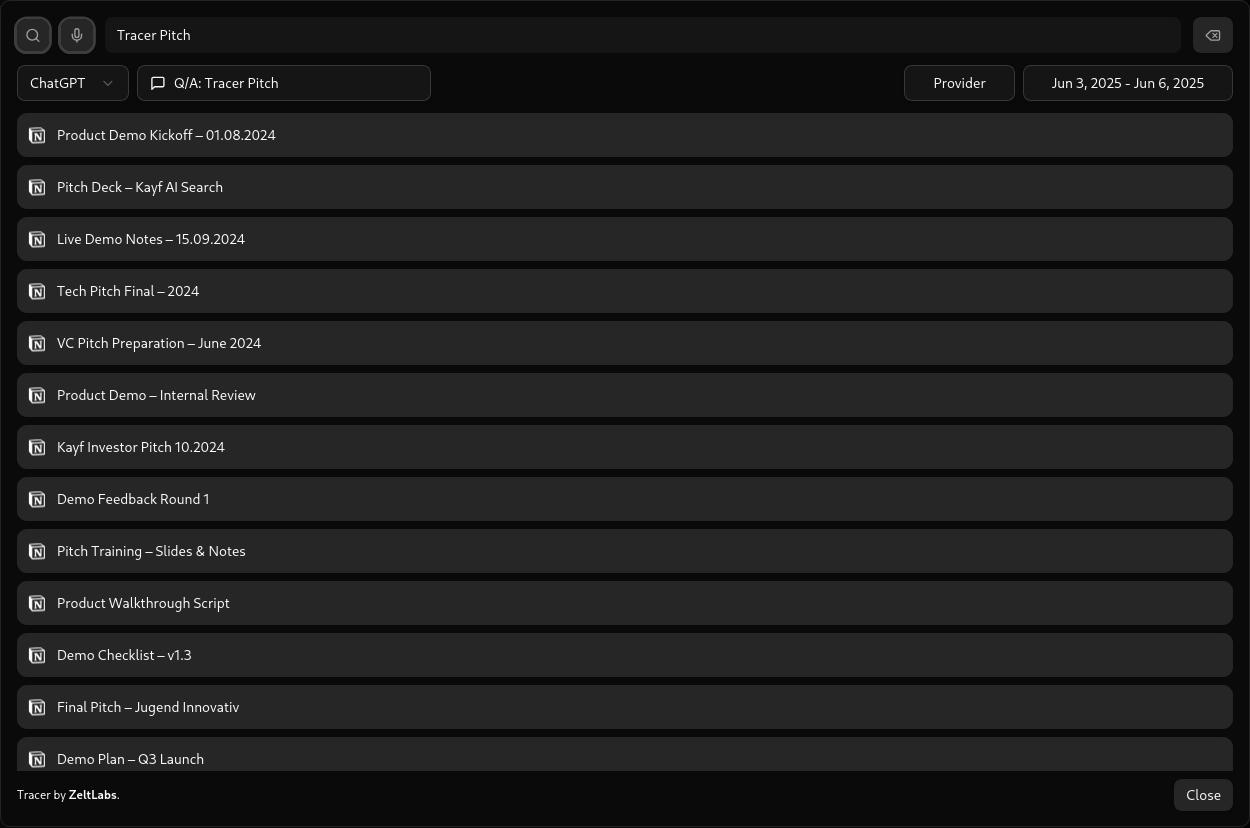 Tracer Pitch
ChatGPT
Q/A: Tracer Pitch
Provider
Jun 3, 2025 - Jun 6, 2025
Product Demo Kickoff – 01.08.2024
Pitch Deck – Kayf AI Search
Live Demo Notes – 15.09.2024
Tech Pitch Final – 2024
VC Pitch Preparation – June 2024
Product Demo – Internal Review
Kayf Investor Pitch 10.2024
Demo Feedback Round 1
Pitch Training – Slides & Notes
Product Walkthrough Script
Demo Checklist – v1.3
Final Pitch – Jugend Innovativ
Demo Plan – Q3 Launch
Tracer by ZeltLabs.
Close